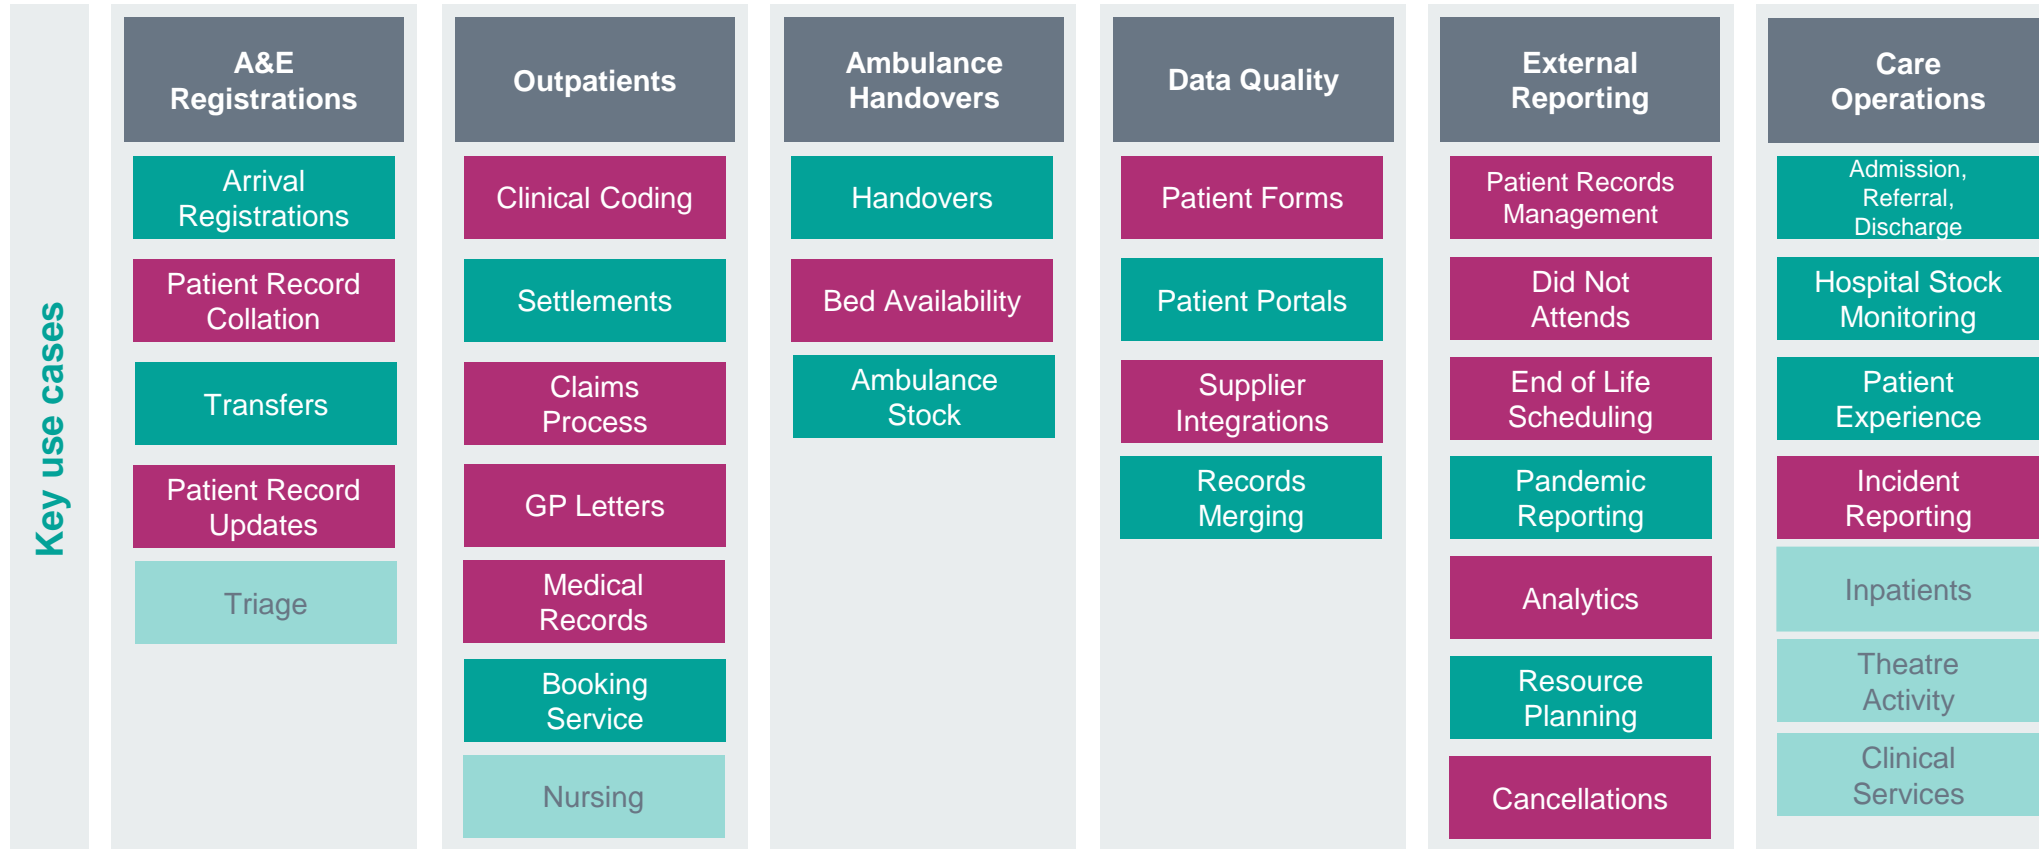 Key use cases
A&E
Registrations
Arrival
Registrations
Patient Record
Collation
Transfers
Patient Record
Updates
Triage
Outpatients
Clinical Coding
Settlements
Claims
Process
GP Letters
Medical
Records
Booking
Service
Nursing
Ambulance
Handovers
Handovers
Bed Availability
Ambulance
Stock
Data Quality
Patient Forms
Patient Portals
Supplier
Integrations
Records
Merging
External
Reporting
Patient Records
Management
Did Not
Attends
End of Life
Scheduling
Pandemic
Reporting
Analytics
Resource
Planning
Cancellations
Care
Operations
Admission,
Referral,
Discharge
Hospital Stock
Monitoring
Patient
Experience
Incident
Reporting
Inpatients
Theatre
Activity
Clinical
Services